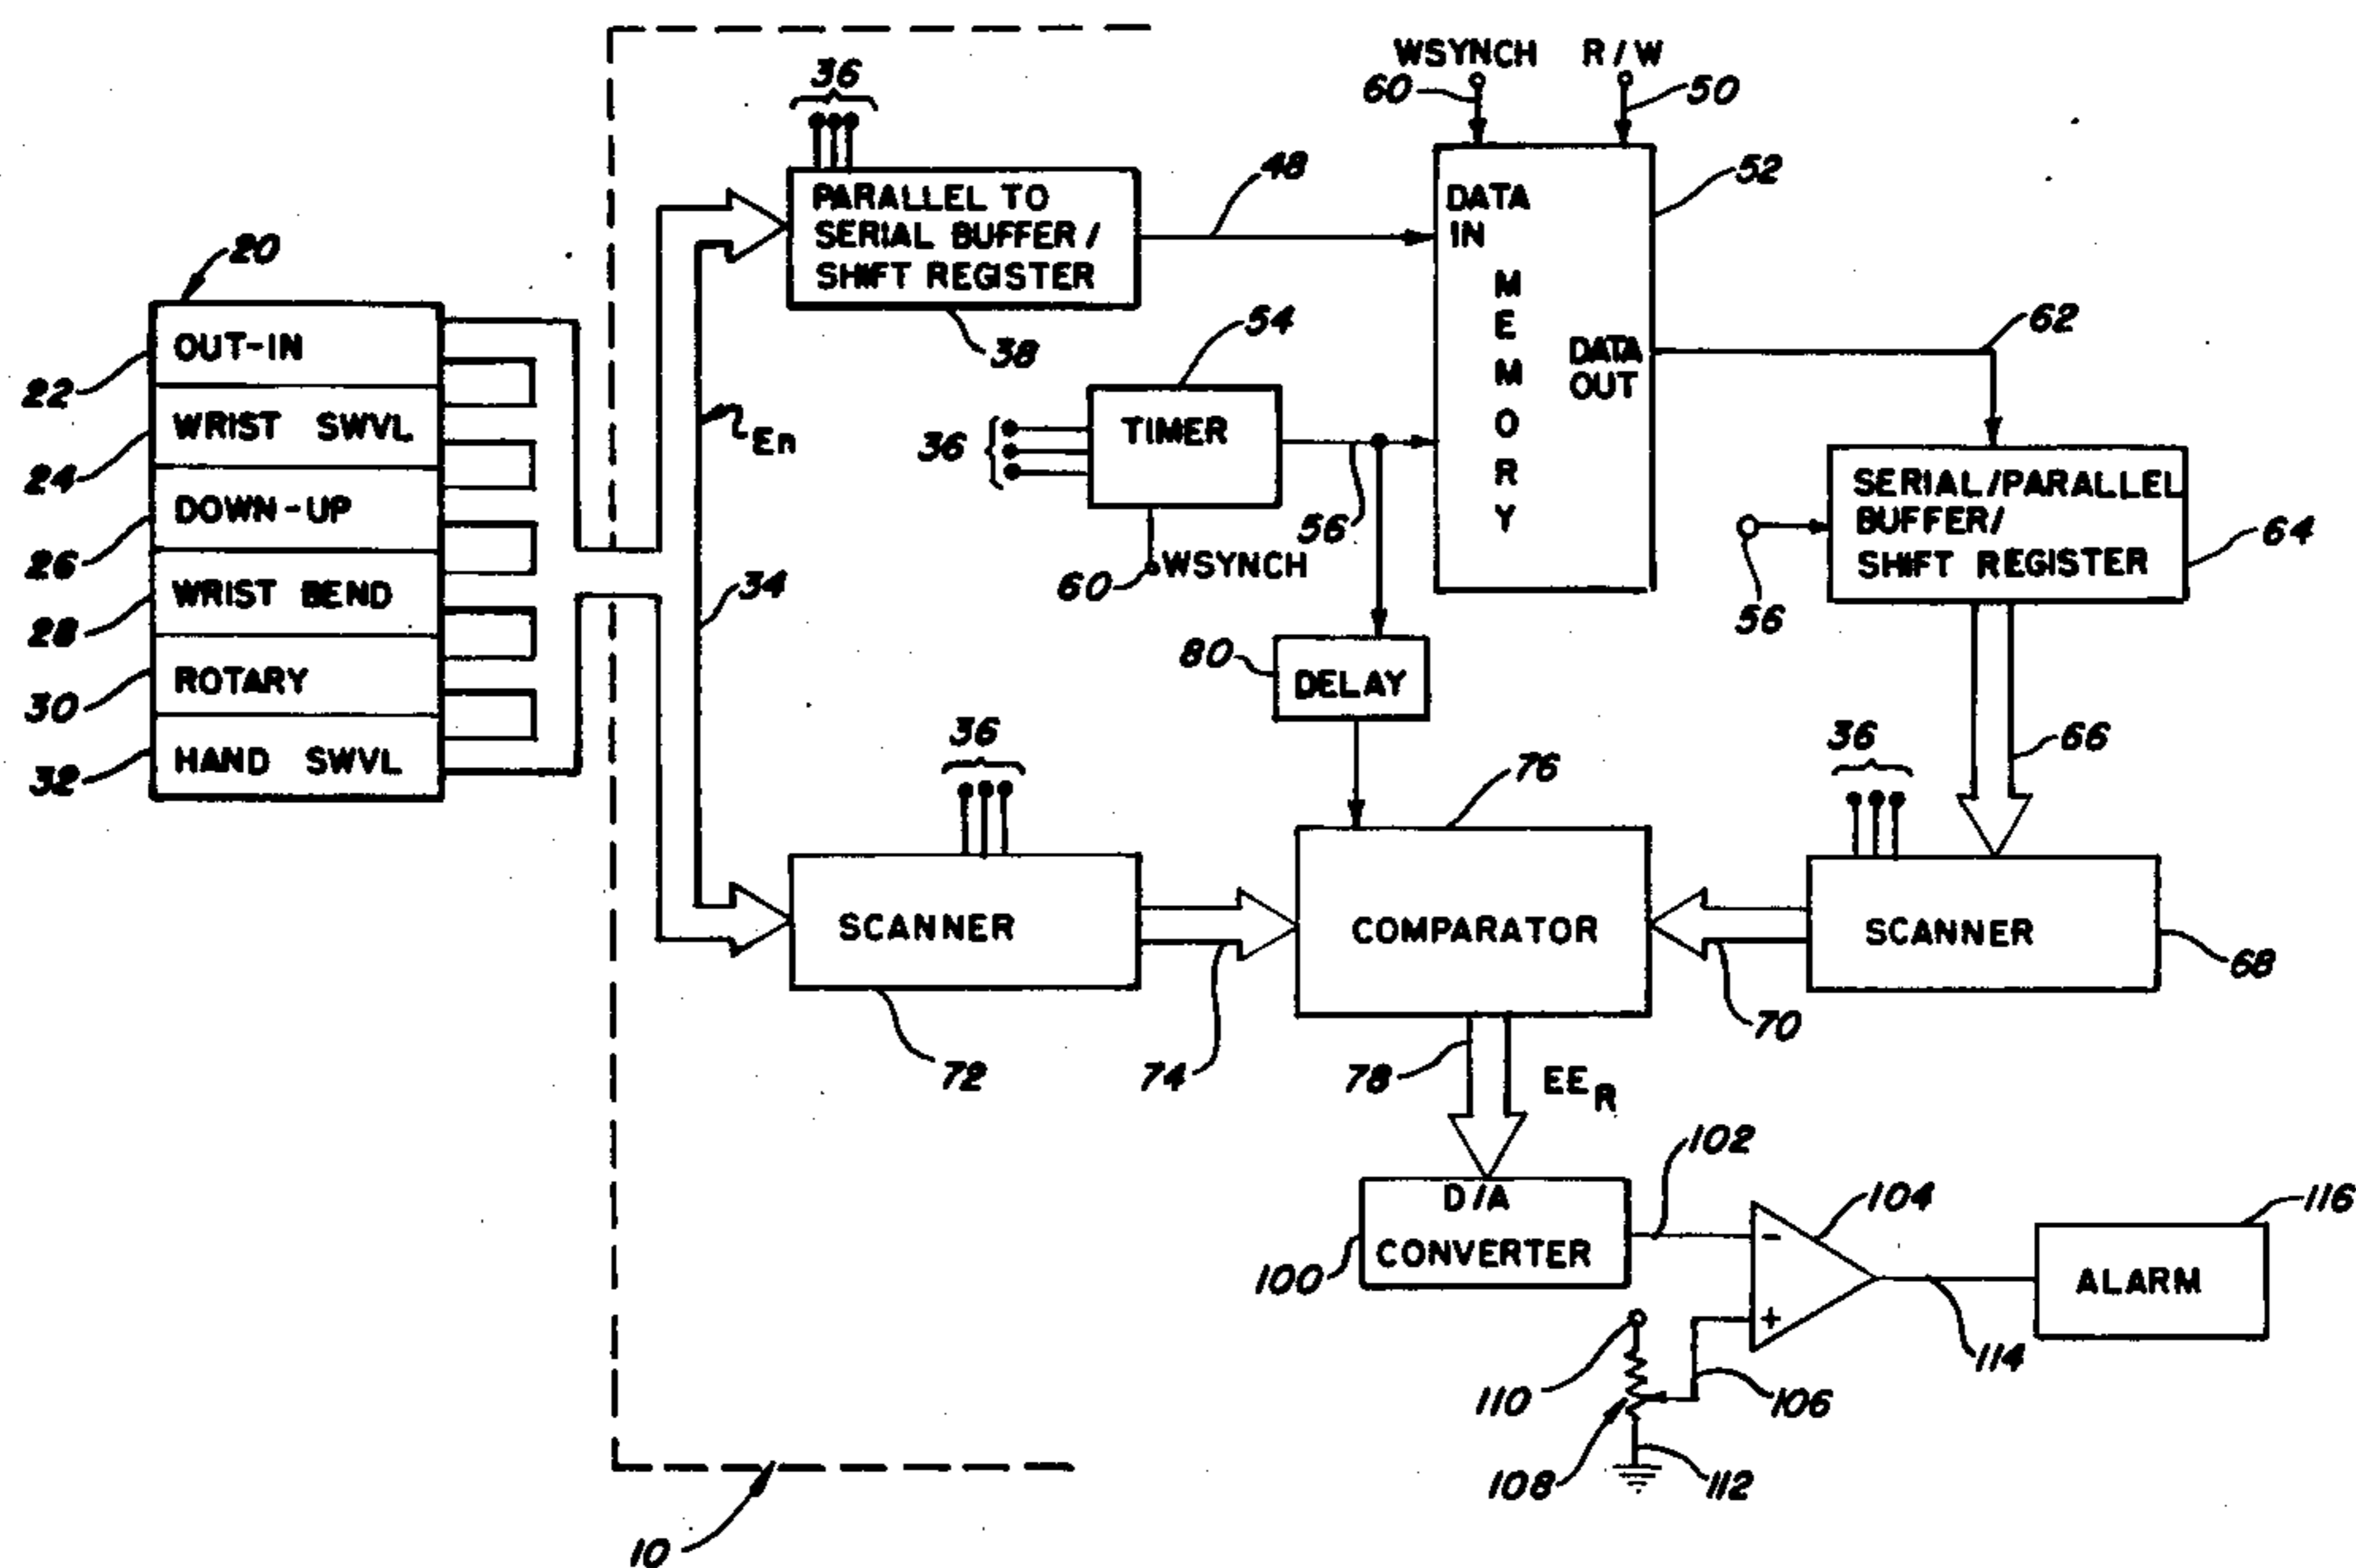 WSYNCH R/W
36
60
50
48
52
PARALLEL TO
SERIAL BUFFER/
SHIFT REGISTER
DATA
IN
20
54
38
62
OUT-IN
22
MEMORY
DATA
OUT
WRIST SWVL
24
TIMER
36
En
DOWN-UP
26
56
SERIAL/PARALLEL
BUFFER/
SHIFT REGISTER
64
56
60
WSYNCH
34
WRIST BEND
28
80
DELAY
ROTARY
30
66
36
36
HAND SWVL
32
76
SCANNER
COMPARATOR
SCANNER
68
72
74
70
78
EER
102
104
116
D/A
CONVERTER
100
-
+
ALARM
114
110
106
108
112
10